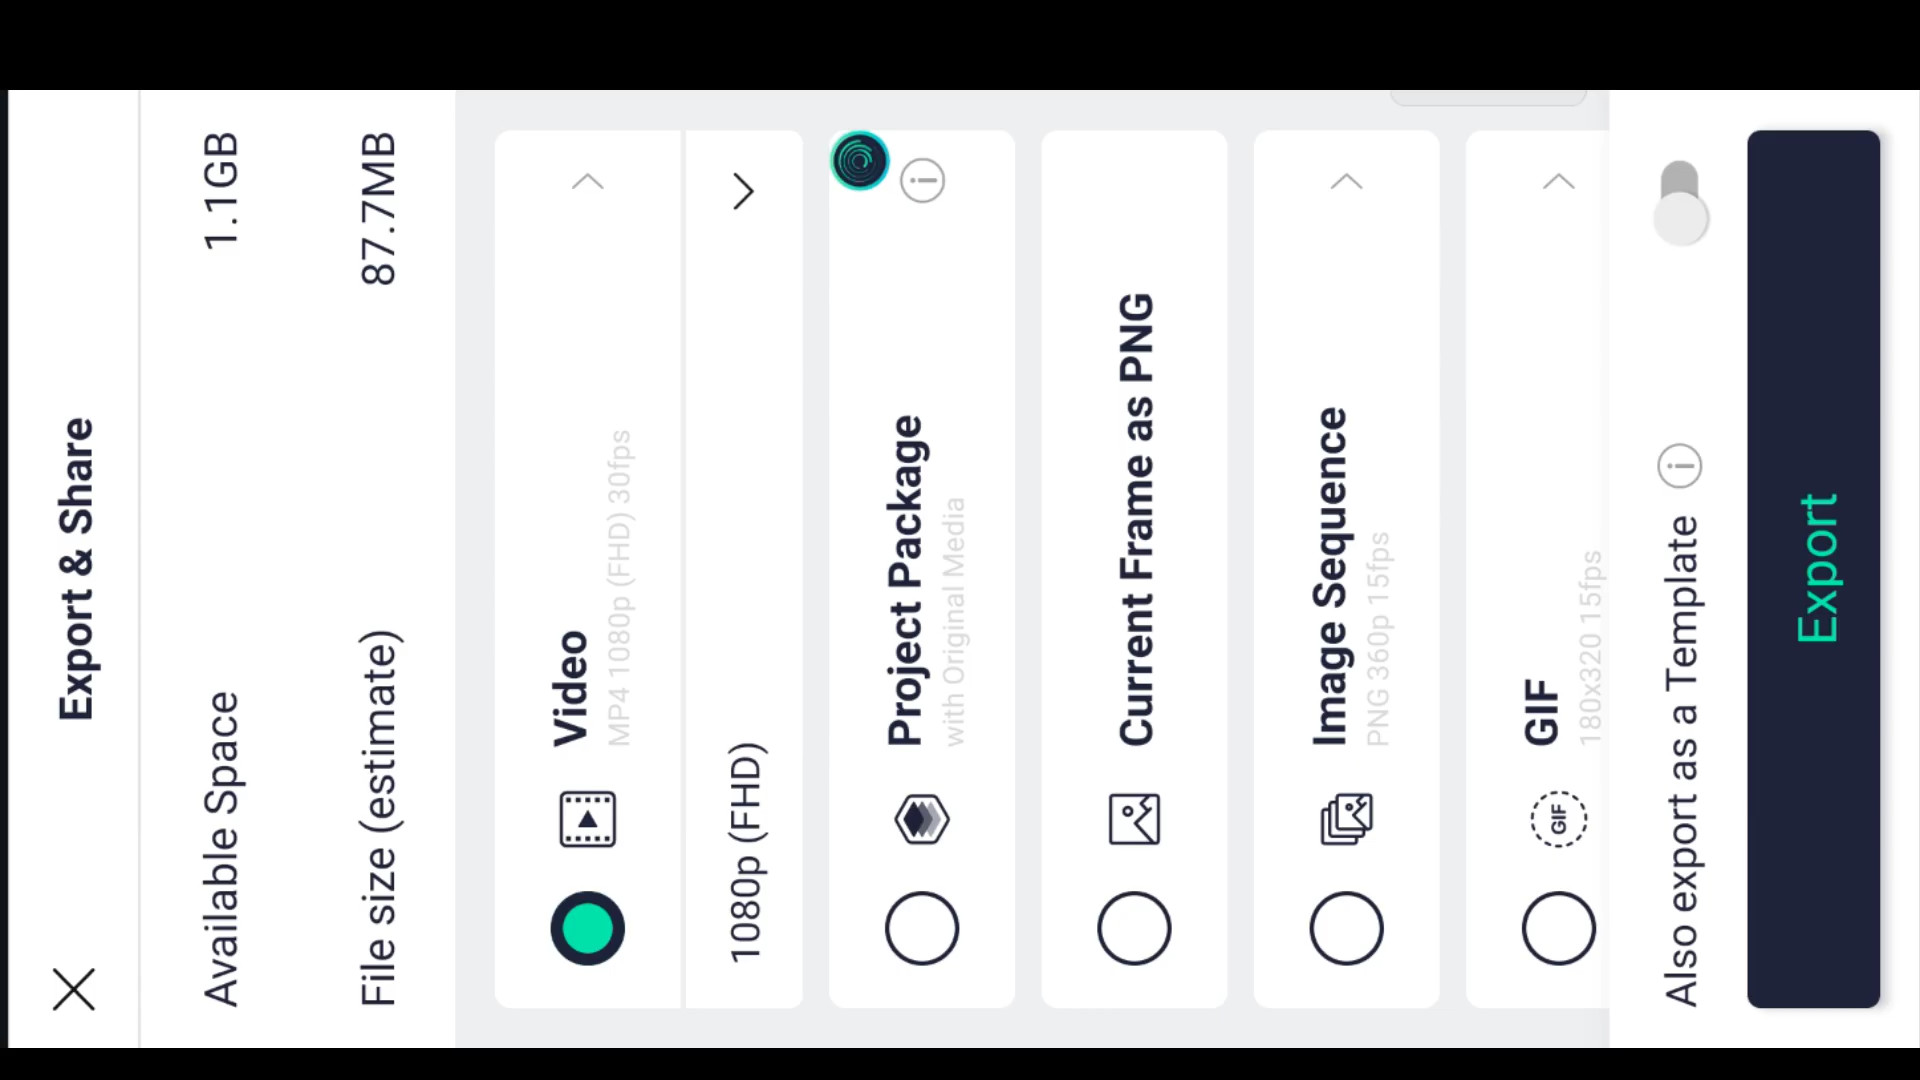 Export & Share
Available Space 1.1GB
File size (estimate) 87.7MB
Video
MP4 1080p (FHD) 30fps
1080p (FHD)
Project Package
with Original Media
Current Frame as PNG
Image Sequence
PNG 360p 15fps
GIF
GIF
180x320 15fps
Also export as a Template
Export